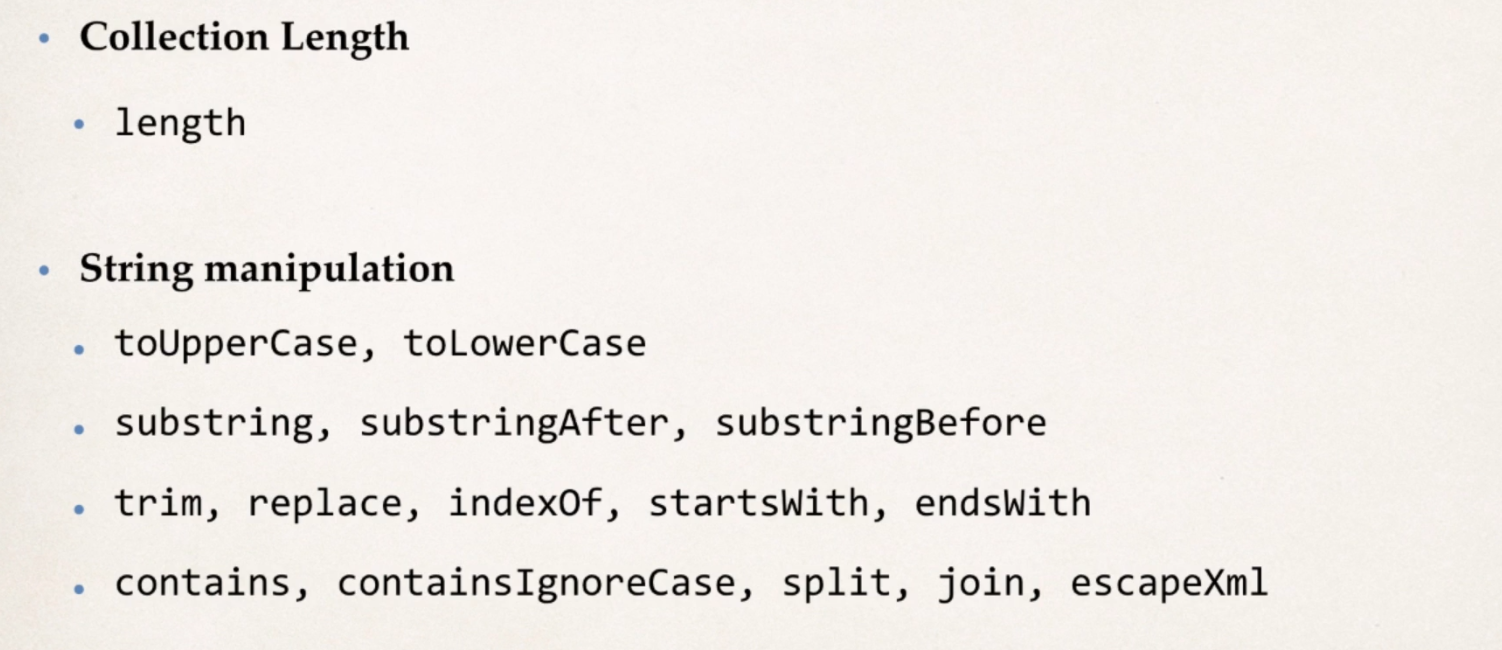 • Collection Length
• length
• String manipulation
• toUpperCase, toLowerCase
• substring, substringAfter, substringBefore
• trim, replace, indexOf, startsWith, endsWith
• contains, containsIgnoreCase, split, join, escapeXml